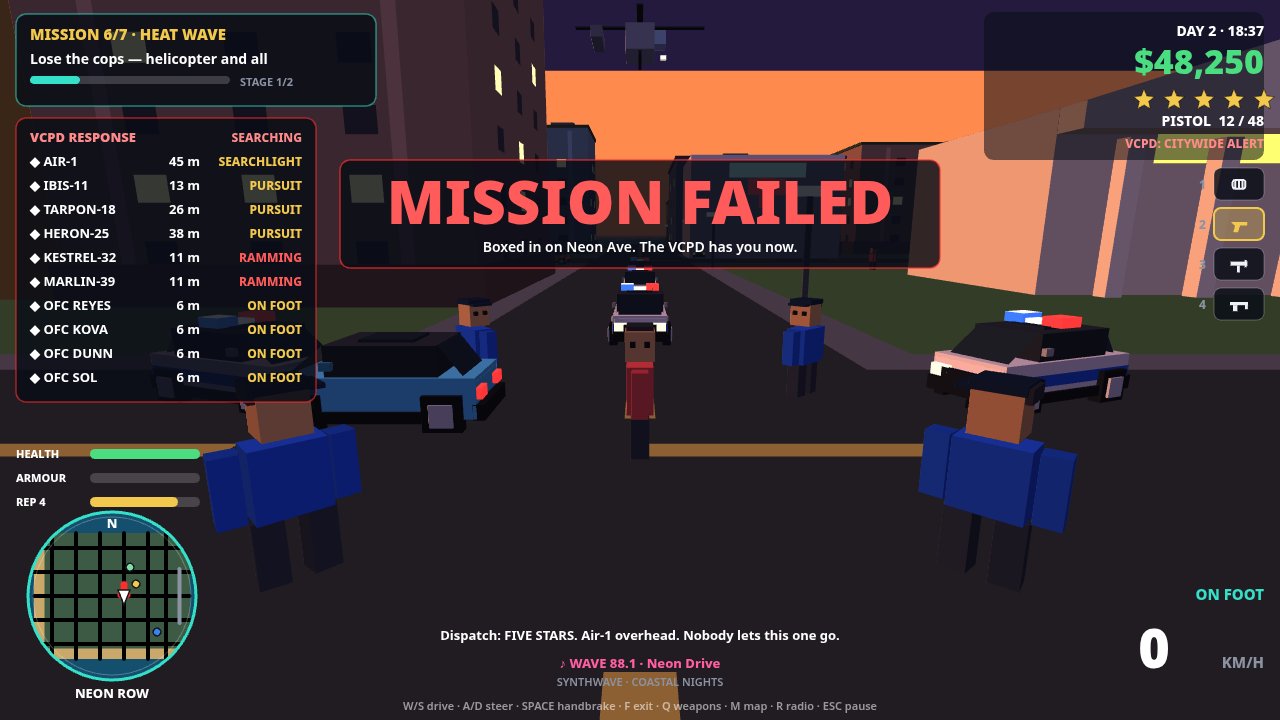 MISSION 6/7 · HEAT WAVE
Lose the cops — helicopter and all
STAGE 1/2
VCPD RESPONSE SEARCHING
◆ AIR-1 45 m SEARCHLIGHT
◆ IBIS-11 13 m PURSUIT
◆ TARPON-18 26 m PURSUIT
◆ HERON-25 38 m PURSUIT
◆ KESTREL-32 11 m RAMMING
◆ MARLIN-39 11 m RAMMING
◆ OFC REYES 6 m ON FOOT
◆ OFC KOVA 6 m ON FOOT
◆ OFC DUNN 6 m ON FOOT
◆ OFC SOL 6 m ON FOOT
MISSION FAILED
Boxed in on Neon Ave. The VCPD has you now.
DAY 2 · 18:37
$48,250
★ ★ ★ ★ ★
PISTOL 12 / 48
VCPD: CITYWIDE ALERT
1
2
3
4
HEALTH
ARMOUR
REP 4
N
NEON ROW
Dispatch: FIVE STARS. Air-1 overhead. Nobody lets this one go.
♪ WAVE 88.1 · Neon Drive
SYNTHWAVE · COASTAL NIGHTS
W/S drive · A/D steer · SPACE handbrake · F exit · Q weapons · M map · R radio · ESC pause
ON FOOT
0 KM/H